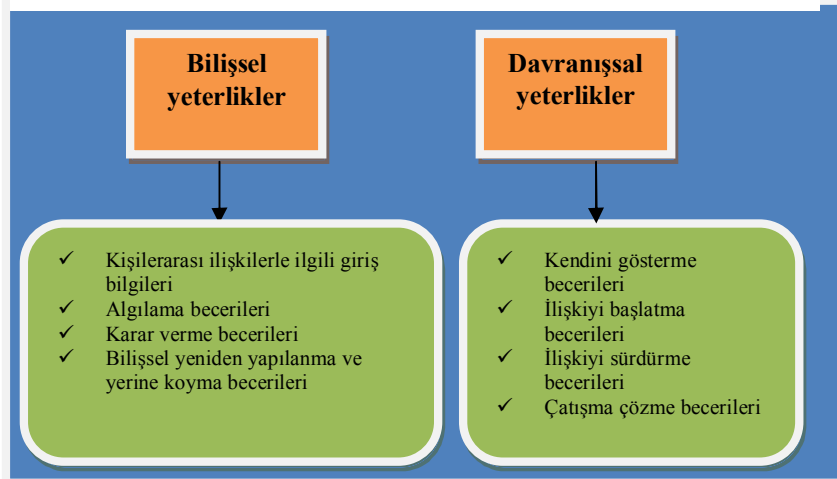 Bilişsel
yeterlikler
Davranışsal
yeterlikler
✓ Kişilerarası ilişkilerle ilgili giriş
bilgileri
✓ Algılama becerileri
✓ Karar verme becerileri
✓ Bilişsel yeniden yapılanma ve
yerine koyma becerileri
✓ Kendini gösterme
becerileri
✓ İlişkiyi başlatma
becerileri
✓ İlişkiyi sürdürme
becerileri
✓ Çatışma çözme becerileri